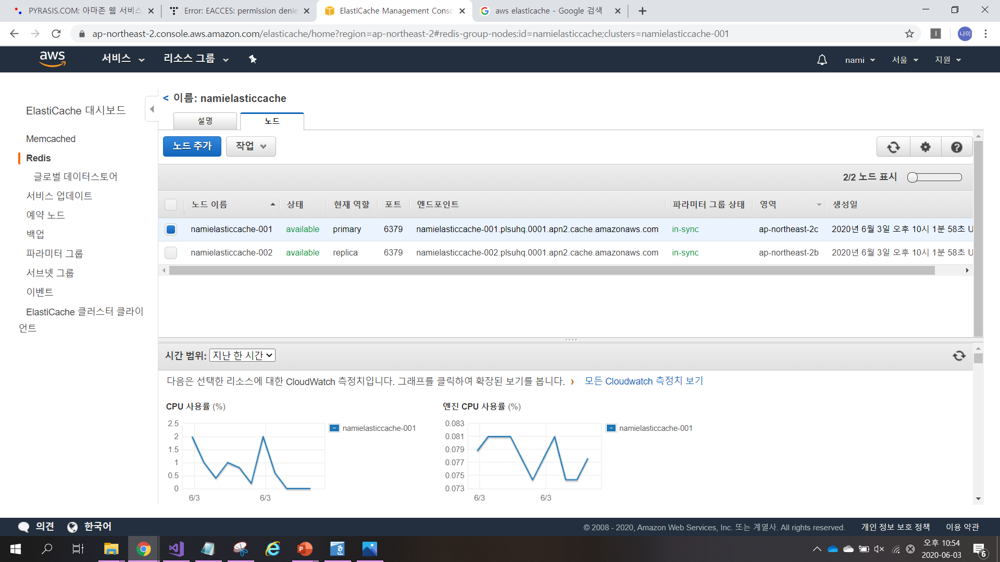 PYRASIS.COM: 아마존 웹 서비스
Error: EACCES: permission denie
ElastiCache Management Conso
aws elasticache - Google 검색
ap-northeast-2.console.aws.amazon.com/elasticache/home?region=ap-northeast-2#redis-group-nodes:id=namielasticcache;clusters=namielasticcache-001
나미
aws 서비스 리소스 그룹 nami 서울 지원
< 이름: namielasticcache
ElastiCache 대시보드
Memcached
Redis
글로벌 데이터스토어
서비스 업데이트
예약 노드
백업
파라미터 그룹
서브넷 그룹
이벤트
ElastiCache 클러스터 클라이
언트
설명 노드
노드 추가 작업
2/2 노드 표시
노드 이름 상태 현재 역할 포트 엔드포인트 파라미터 그룹 상태 영역 생성일
namielasticcache-001 available primary 6379 namielasticcache-001.plsuhq.0001.apn2.cache.amazonaws.com in-sync ap-northeast-2c 2020년 6월 3일 오후 10시 1분 58초 U
namielasticcache-002 available replica 6379 namielasticcache-002.plsuhq.0001.apn2.cache.amazonaws.com in-sync ap-northeast-2b 2020년 6월 3일 오후 10시 1분 58초 U
시간 범위: 지난 한 시간
다음은 선택한 리소스에 대한 CloudWatch 측정치입니다. 그래프를 클릭하여 확장된 보기를 봅니다. › 모든 Cloudwatch 측정치 보기
CPU 사용률 (%)
2.5
2
1.5
1
0.5
0
6/3 6/3
namielasticcache-001
엔진 CPU 사용률 (%)
0.083
0.081
0.079
0.077
0.075
0.073
6/3 6/3
namielasticcache-001
의견 한국어
© 2008 - 2020, Amazon Web Services, Inc. 또는 계열사. All rights reserved. 개인 정보 보호 정책 이용 약관
오후 10:54
2020-06-03
6